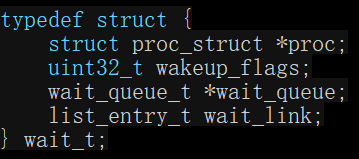 typedef struct {
    struct proc_struct *proc;
    uint32_t wakeup_flags;
    wait_queue_t *wait_queue;
    list_entry_t wait_link;
} wait_t;